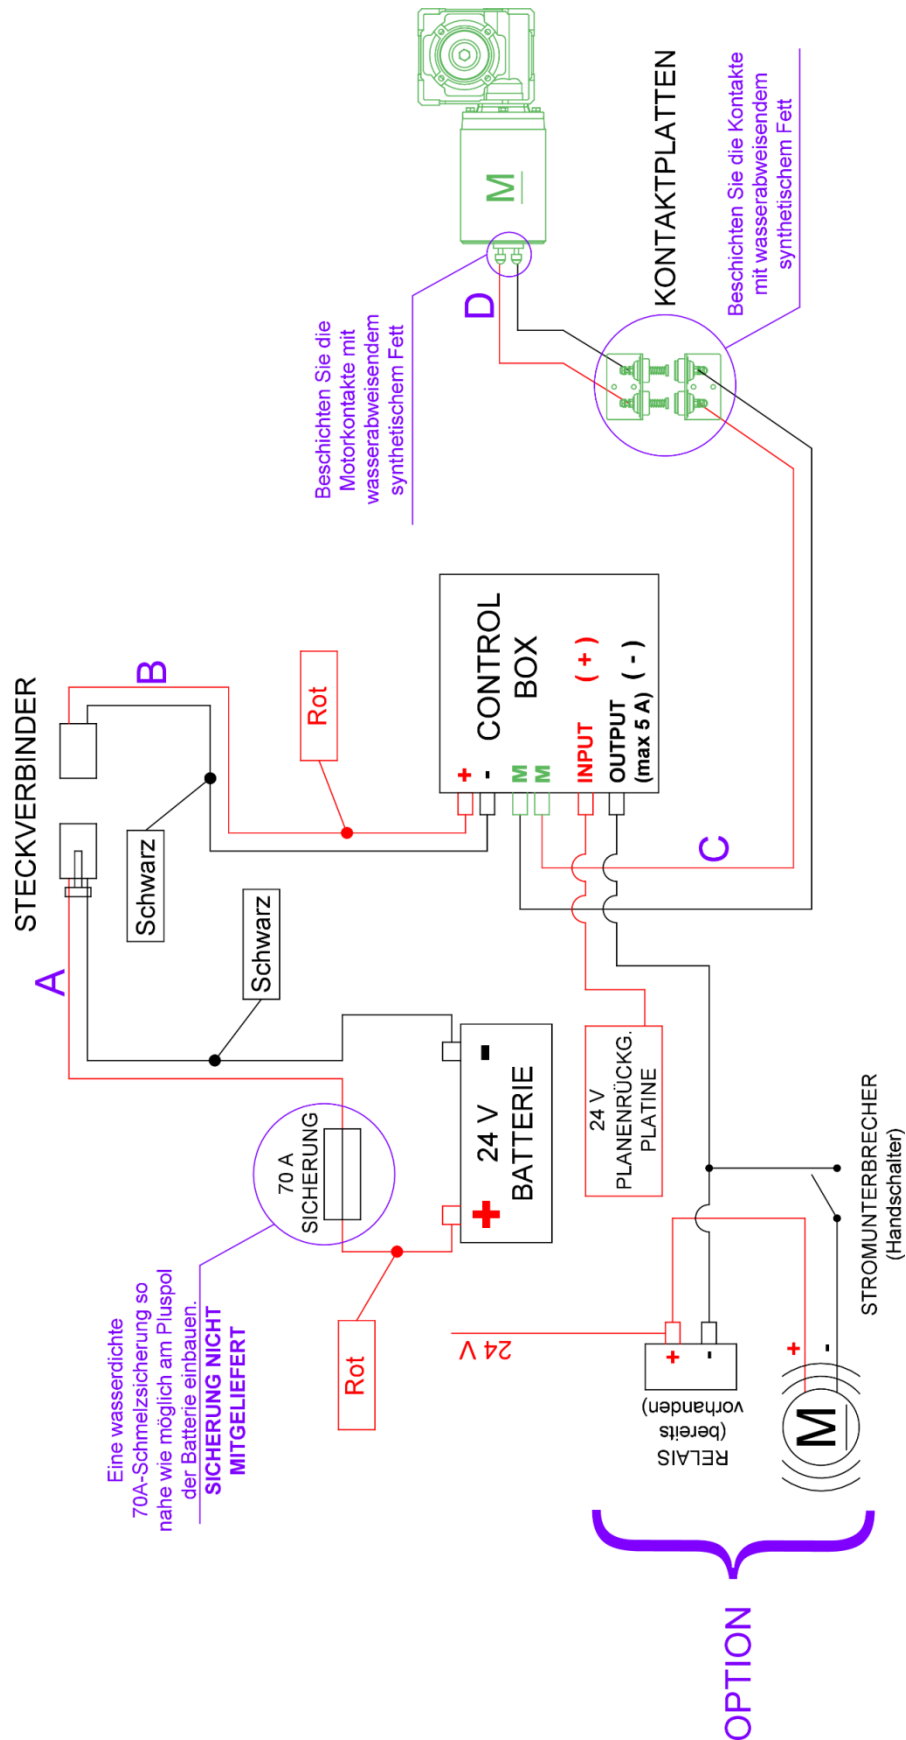 Eine wasserdichte
70A-Schmelzsicherung so
nahe wie möglich am Pluspol
der Batterie einbauen.
SICHERUNG NICHT
MITGELIEFERT
STECKVERBINDER
A
B
Schwarz
Schwarz
Rot
Rot
70 A
SICHERUNG
+
-
24 V
BATTERIE
Beschichten Sie die
Motorkontakte mit
wasserabweisendem
synthetischem Fett
M
D
KONTAKTPLATTEN
Beschichten Sie die Kontakte
mit wasserabweisendem
synthetischem Fett
+
-
CONTROL
BOX
M
M
INPUT (+)
OUTPUT (-)
(max 5 A)
C
24 V
PLANENRÜCKG.
PLATINE
24 V
+
-
RELAIS
(bereits
vorhanden)
+
-
M
STROMUNTERBRECHER
(Handschalter)
OPTION